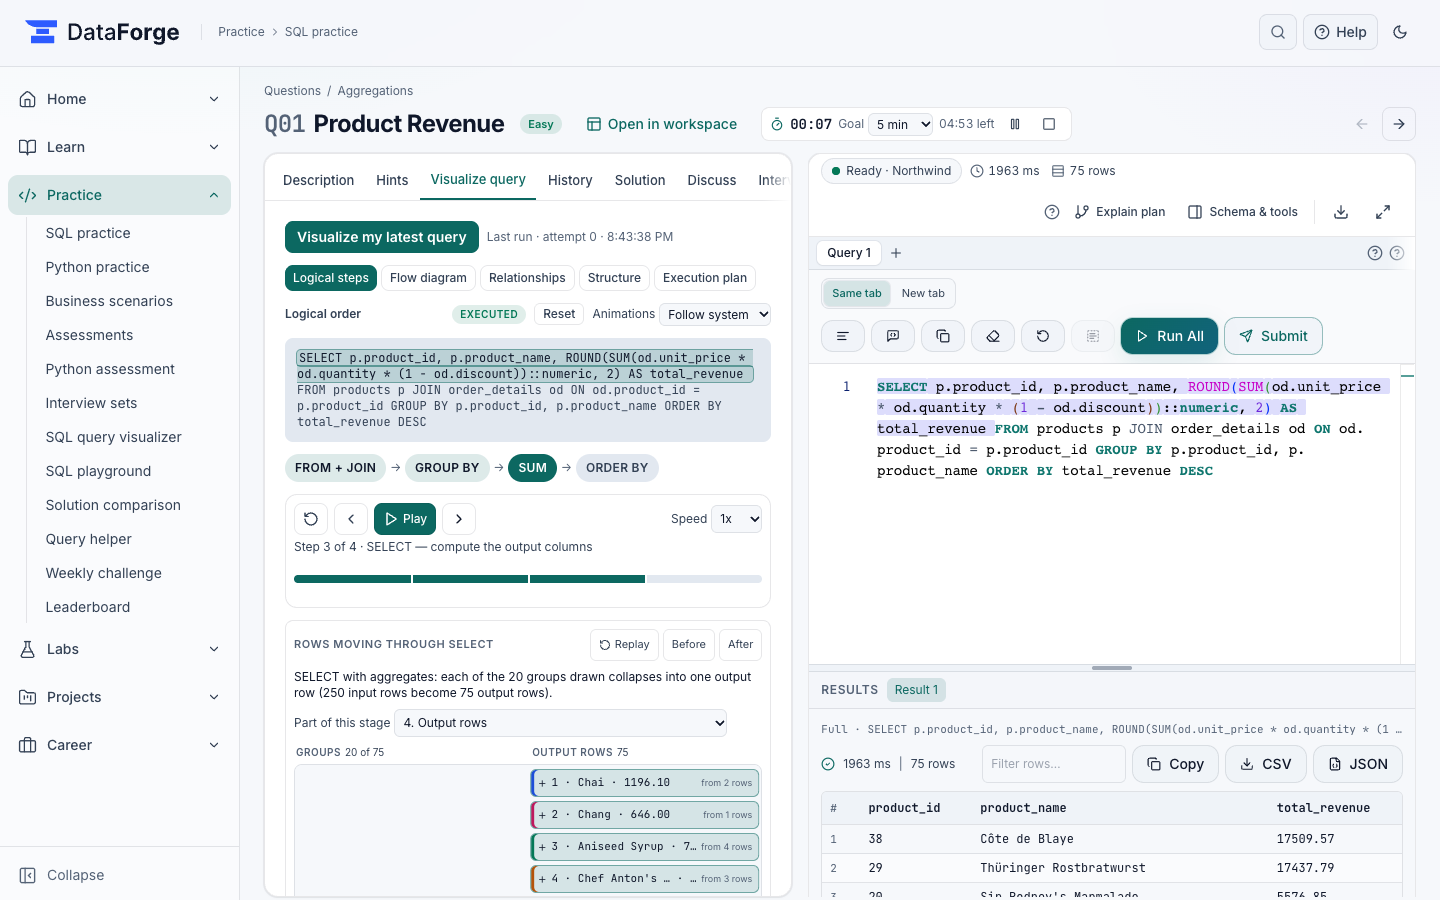 DataForge
Practice > SQL practice
Help
Home
Learn
Practice
SQL practice
Python practice
Business scenarios
Assessments
Python assessment
Interview sets
SQL query visualizer
SQL playground
Solution comparison
Query helper
Weekly challenge
Leaderboard
Labs
Projects
Career
Collapse
Questions / Aggregations
Q01 Product Revenue
Easy
Open in workspace
00:07 Goal 5 min 04:53 left
Description Hints Visualize query History Solution Discuss
Visualize my latest query
Last run · attempt 0 · 8:43:38 PM
Logical steps Flow diagram Relationships Structure Execution plan
Logical order EXECUTED Reset Animations Follow system
SELECT p.product_id, p.product_name, ROUND(SUM(od.unit_price *
od.quantity * (1 - od.discount))::numeric, 2) AS total_revenue
FROM products p JOIN order_details od ON od.product_id =
p.product_id GROUP BY p.product_id, p.product_name ORDER BY
total_revenue DESC
FROM + JOIN → GROUP BY → SUM → ORDER BY
Play
Speed 1x
Step 3 of 4 · SELECT — compute the output columns
ROWS MOVING THROUGH SELECT
Replay Before After
SELECT with aggregates: each of the 20 groups drawn collapses into one output
row (250 input rows become 75 output rows).
Part of this stage 4. Output rows
GROUPS 20 of 75
OUTPUT ROWS 75
+ 1 · Chai · 1196.10 from 2 rows
+ 2 · Chang · 646.00 from 1 rows
+ 3 · Aniseed Syrup · 7… from 4 rows
+ 4 · Chef Anton's … · … from 3 rows
Ready · Northwind 1963 ms 75 rows
Explain plan Schema & tools
Query 1 +
Same tab New tab
Run All Submit
1 SELECT p.product_id, p.product_name, ROUND(SUM(od.unit_price
* od.quantity * (1 - od.discount))::numeric, 2) AS
total_revenue FROM products p JOIN order_details od ON od.
product_id = p.product_id GROUP BY p.product_id, p.
product_name ORDER BY total_revenue DESC
RESULTS Result 1
Full · SELECT p.product_id, p.product_name, ROUND(SUM(od.unit_price * od.quantity * (1 …
1963 ms | 75 rows
Filter rows...
Copy CSV JSON
# product_id product_name total_revenue
1 38 Côte de Blaye 17509.57
2 29 Thüringer Rostbratwurst 17437.79
3 20 Sir Rodney's Marmalade 5576.85